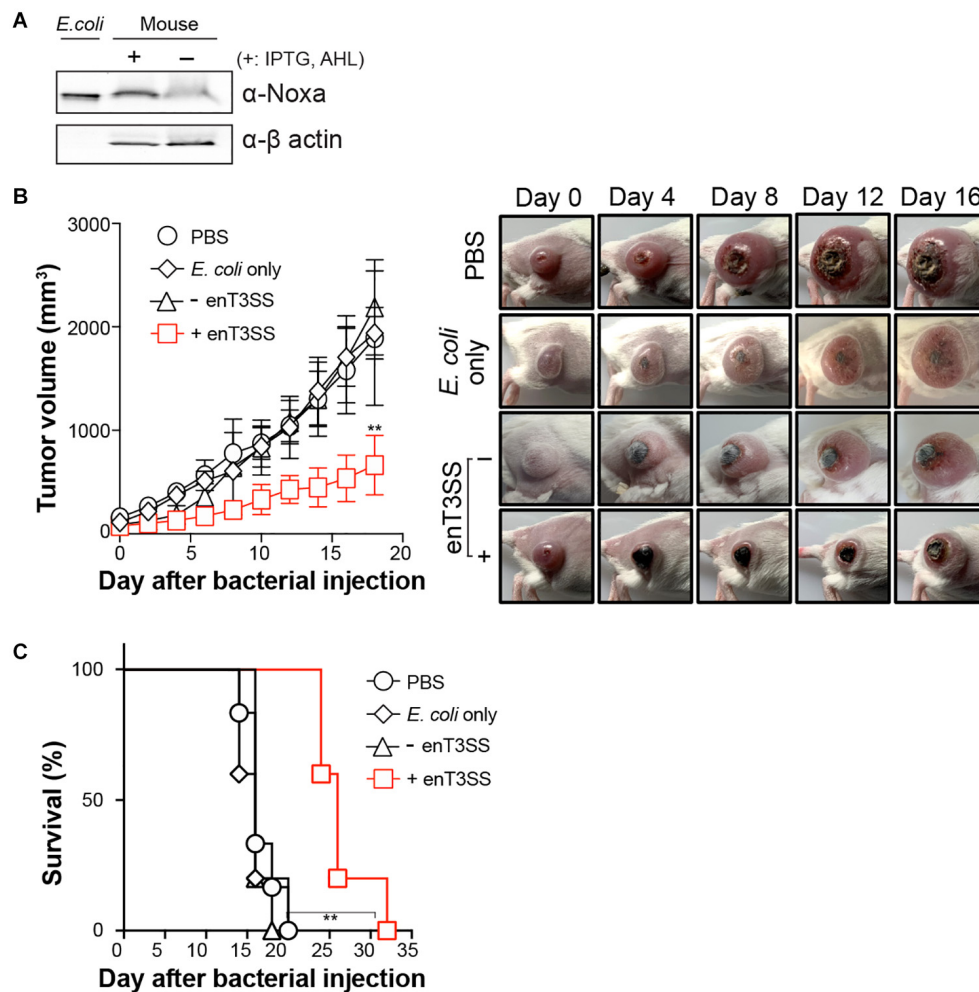 A
E.coli
Mouse
+ − (+: IPTG, AHL)
α-Noxa
α-β actin
B
3000
2000
1000
0
Tumor volume (mm³)
PBS
E. coli only
- enT3SS
+ enT3SS
**
0 5 10 15 20
Day after bacterial injection
Day 0 Day 4 Day 8 Day 12 Day 16
PBS
E. coli
only
enT3SS
−
+
C
100
50
0
Survival (%)
PBS
E. coli only
- enT3SS
+ enT3SS
**
0 5 10 15 20 25 30 35
Day after bacterial injection